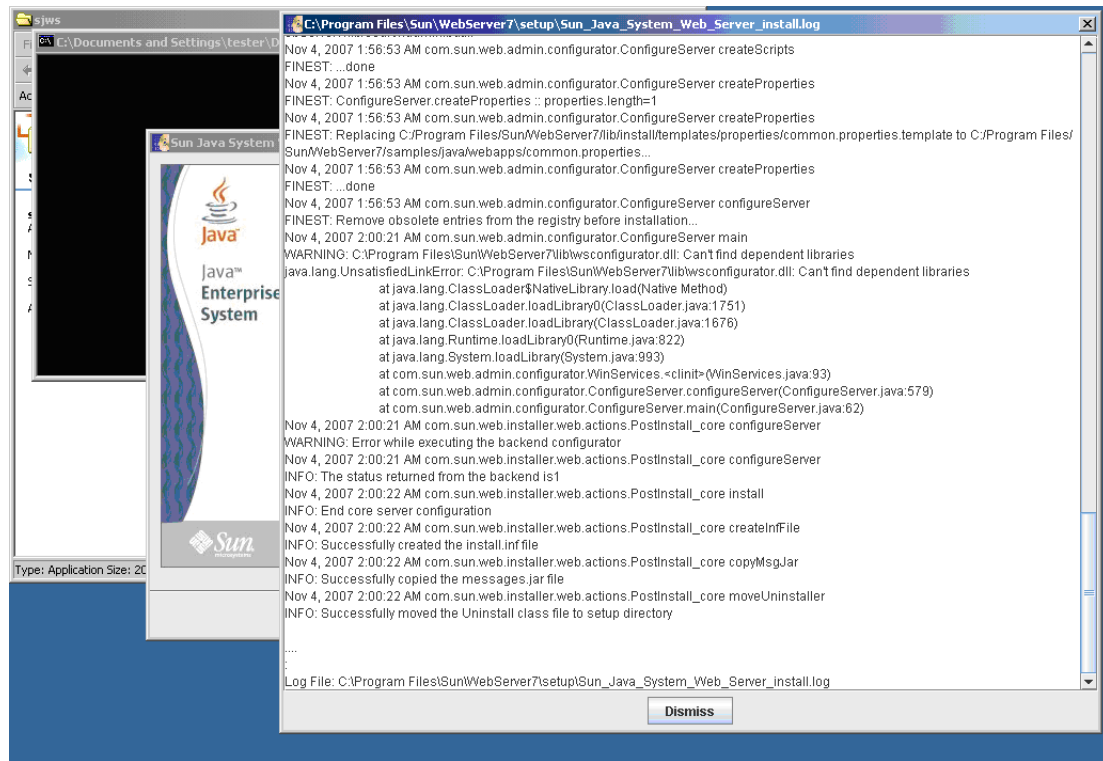 sjws
C:\Documents and Settings\tester\D
Ac
Sun Java System
Java
Java™
Enterprise
System
Sun
microsystems
Type: Application Size: 20
C:\Program Files\Sun\WebServer7\setup\Sun_Java_System_Web_Server_install.log
Nov 4, 2007 1:56:53 AM com.sun.web.admin.configurator.ConfigureServer createScripts
FINEST: ...done
Nov 4, 2007 1:56:53 AM com.sun.web.admin.configurator.ConfigureServer createProperties
FINEST: ConfigureServer.createProperties :: properties.length=1
Nov 4, 2007 1:56:53 AM com.sun.web.admin.configurator.ConfigureServer createProperties
FINEST: Replacing C:/Program Files/Sun/WebServer7/lib/install/templates/properties/common.properties.template to C:/Program Files/
Sun/WebServer7/samples/java/webapps/common.properties...
Nov 4, 2007 1:56:53 AM com.sun.web.admin.configurator.ConfigureServer createProperties
FINEST: ...done
Nov 4, 2007 1:56:53 AM com.sun.web.admin.configurator.ConfigureServer configureServer
FINEST: Remove obsolete entries from the registry before installation...
Nov 4, 2007 2:00:21 AM com.sun.web.admin.configurator.ConfigureServer main
WARNING: C:\Program Files\Sun\WebServer7\lib\wsconfigurator.dll: Can't find dependent libraries
java.lang.UnsatisfiedLinkError: C:\Program Files\Sun\WebServer7\lib\wsconfigurator.dll: Can't find dependent libraries
at java.lang.ClassLoader$NativeLibrary.load(Native Method)
at java.lang.ClassLoader.loadLibrary0(ClassLoader.java:1751)
at java.lang.ClassLoader.loadLibrary(ClassLoader.java:1676)
at java.lang.Runtime.loadLibrary0(Runtime.java:822)
at java.lang.System.loadLibrary(System.java:993)
at com.sun.web.admin.configurator.WinServices.<clinit>(WinServices.java:93)
at com.sun.web.admin.configurator.ConfigureServer.configureServer(ConfigureServer.java:579)
at com.sun.web.admin.configurator.ConfigureServer.main(ConfigureServer.java:62)
Nov 4, 2007 2:00:21 AM com.sun.web.installer.web.actions.PostInstall_core configureServer
WARNING: Error while executing the backend configurator
Nov 4, 2007 2:00:21 AM com.sun.web.installer.web.actions.PostInstall_core configureServer
INFO: The status returned from the backend is1
Nov 4, 2007 2:00:22 AM com.sun.web.installer.web.actions.PostInstall_core install
INFO: End core server configuration
Nov 4, 2007 2:00:22 AM com.sun.web.installer.web.actions.PostInstall_core createInfFile
INFO: Successfully created the install.inf file
Nov 4, 2007 2:00:22 AM com.sun.web.installer.web.actions.PostInstall_core copyMsgJar
INFO: Successfully copied the messages.jar file
Nov 4, 2007 2:00:22 AM com.sun.web.installer.web.actions.PostInstall_core moveUninstaller
INFO: Successfully moved the Uninstall class file to setup directory
....
:
Log File: C:\Program Files\Sun\WebServer7\setup\Sun_Java_System_Web_Server_install.log
Dismiss